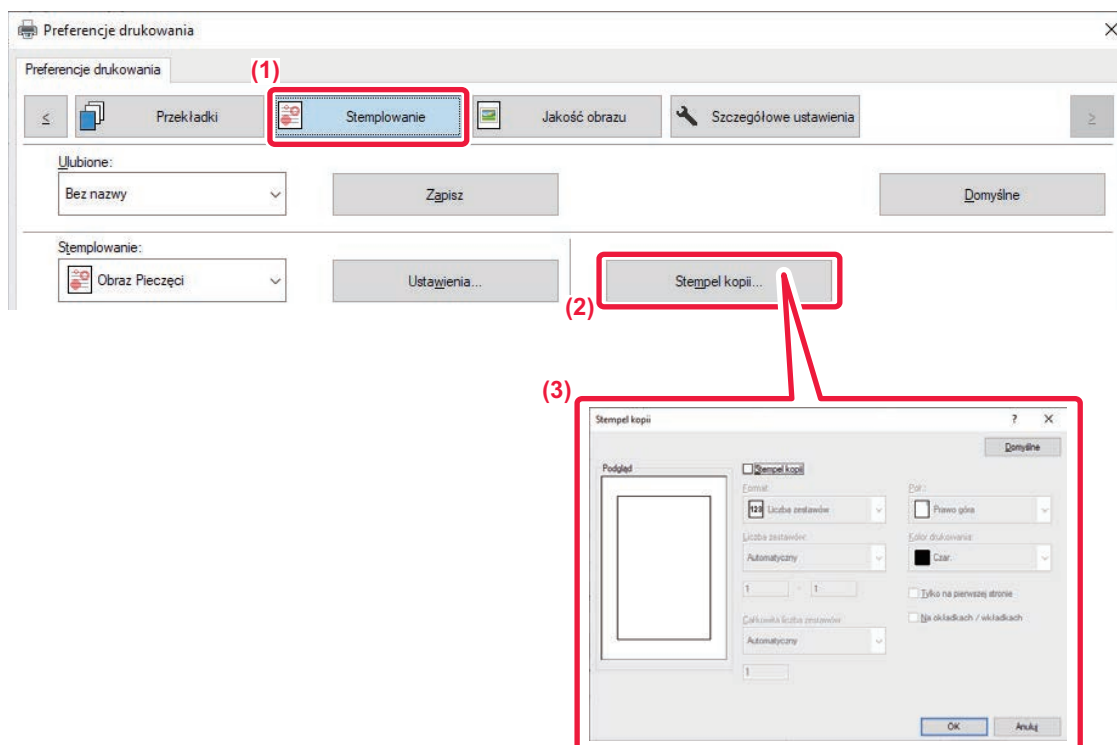 Preferencje drukowania
Preferencje drukowania
(1)
≤ Przekładki Stemplowanie Jakość obrazu Szczegółowe ustawienia ≥
Ulubione:
Bez nazwy Zapisz Domyślne
Stemplowanie:
Obraz Pieczęci Ustawienia... Stempel kopii...
(2)
(3)
Stempel kopii ?
Domyślne
Podgląd Stempel kopii
Format: Poł.:
123 Liczba zestawów Prawo góra
Liczba zestawów: Kolor drukowania:
Automatyczny Czar.
1 - 1 Tylko na pierwszej stronie
Całkowita liczba zestawów: Na okładkach / wkładkach
Automatyczny
1
OK Anuluj